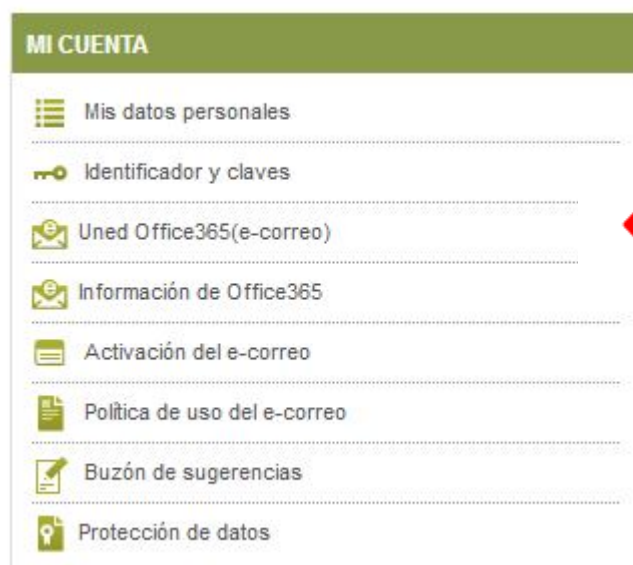 MI CUENTA
Mis datos personales
Identificador y claves
Uned Office365(e-correo)
Información de Office365
Activación del e-correo
Política de uso del e-correo
Buzón de sugerencias
Protección de datos